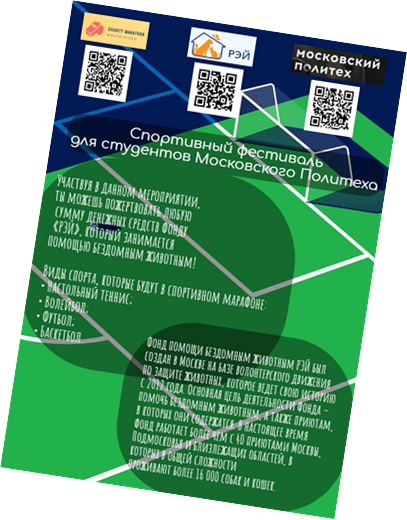 CHARITY MARATHON
MOSPOLYTECH
РЭЙ
МОСКОВСКИЙ
ПОЛИТЕХ
Спортивный фестиваль
для студентов Московского Политеха
Участвуя в данном мероприятии,
ты можешь пожертвовать любую
сумму денежных средств фонду
«РЭЙ», который занимается
помощью бездомным животным!
Виды спорта, которые будут в спортивном марафоне:
• Настольный теннис;
• Волейбол;
• Футбол;
• Баскетбол.
Фонд помощи бездомным животным РЭЙ был
создан в Москве на базе волонтерского движения
по защите животных, которое ведет свою историю
с 2012 года. Основная цель деятельности фонда –
помочь бездомным животным, а также приютам,
в которых они содержатся. В настоящее время
фонд работает более чем с 40 приютами Москвы,
Подмосковья и близлежащих областей, в
которых в общей сложности
проживают более 16 000 собак и кошек.